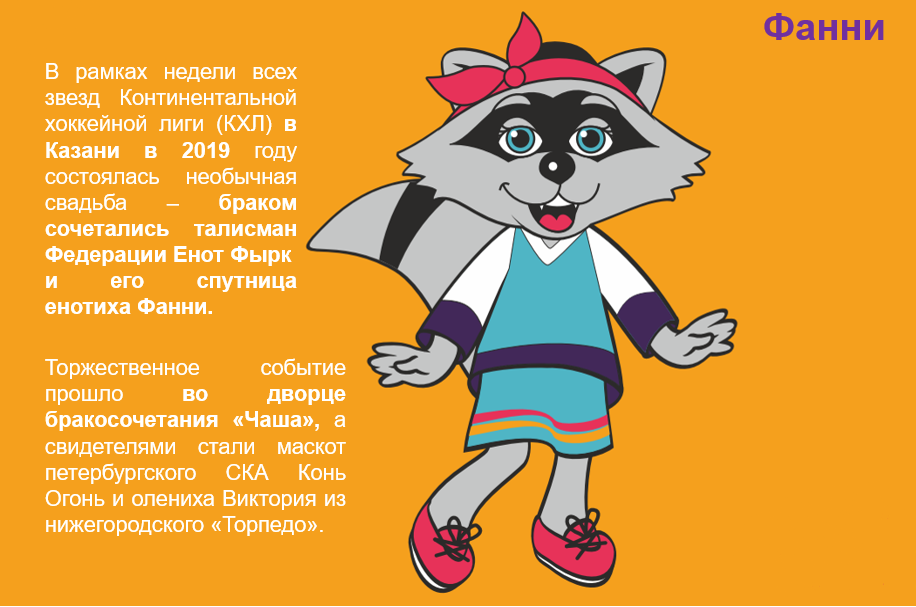 Фанни
В рамках недели всех
звезд Континентальной
хоккейной лиги (КХЛ) в
Казани в 2019 году
состоялась необычная
свадьба – браком
сочетались талисман
Федерации Енот Фырк
и его спутница
енотиха Фанни.
Торжественное событие
прошло во дворце
бракосочетания «Чаша», а
свидетелями стали маскот
петербургского СКА Конь
Огонь и олениха Виктория из
нижегородского «Торпедо».